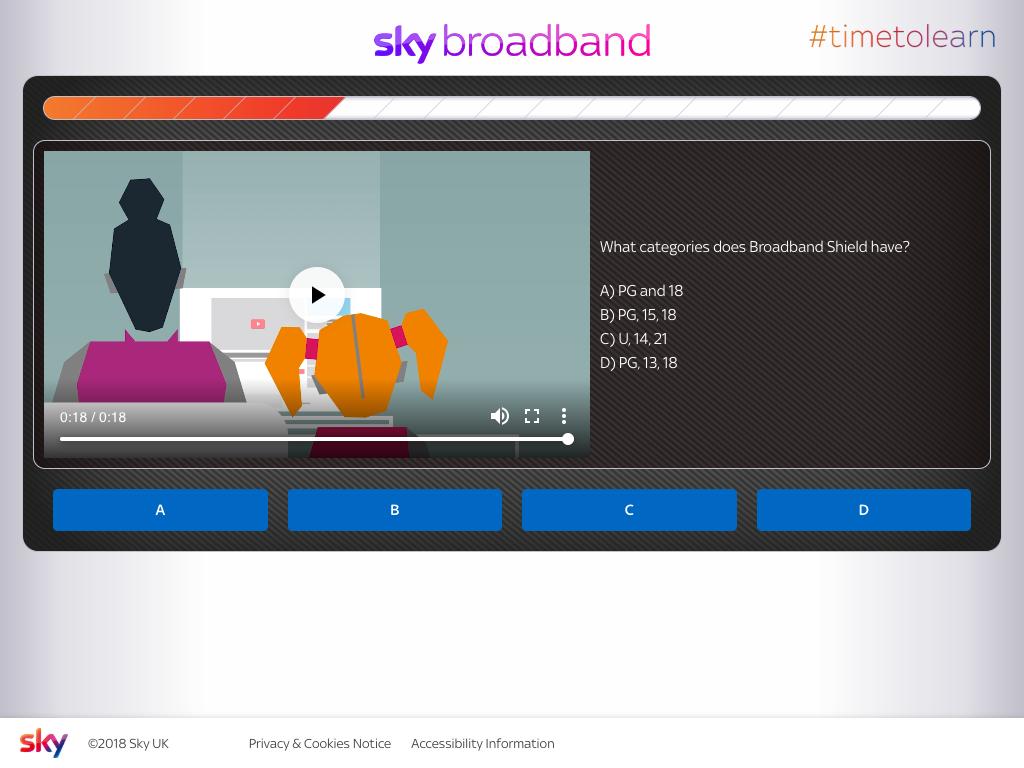 sky broadband
#timetolearn
What categories does Broadband Shield have?
A) PG and 18
B) PG, 15, 18
C) U, 14, 21
D) PG, 13, 18
0:18 / 0:18
A
B
C
D
sky
©2018 Sky UK
Privacy & Cookies Notice
Accessibility Information